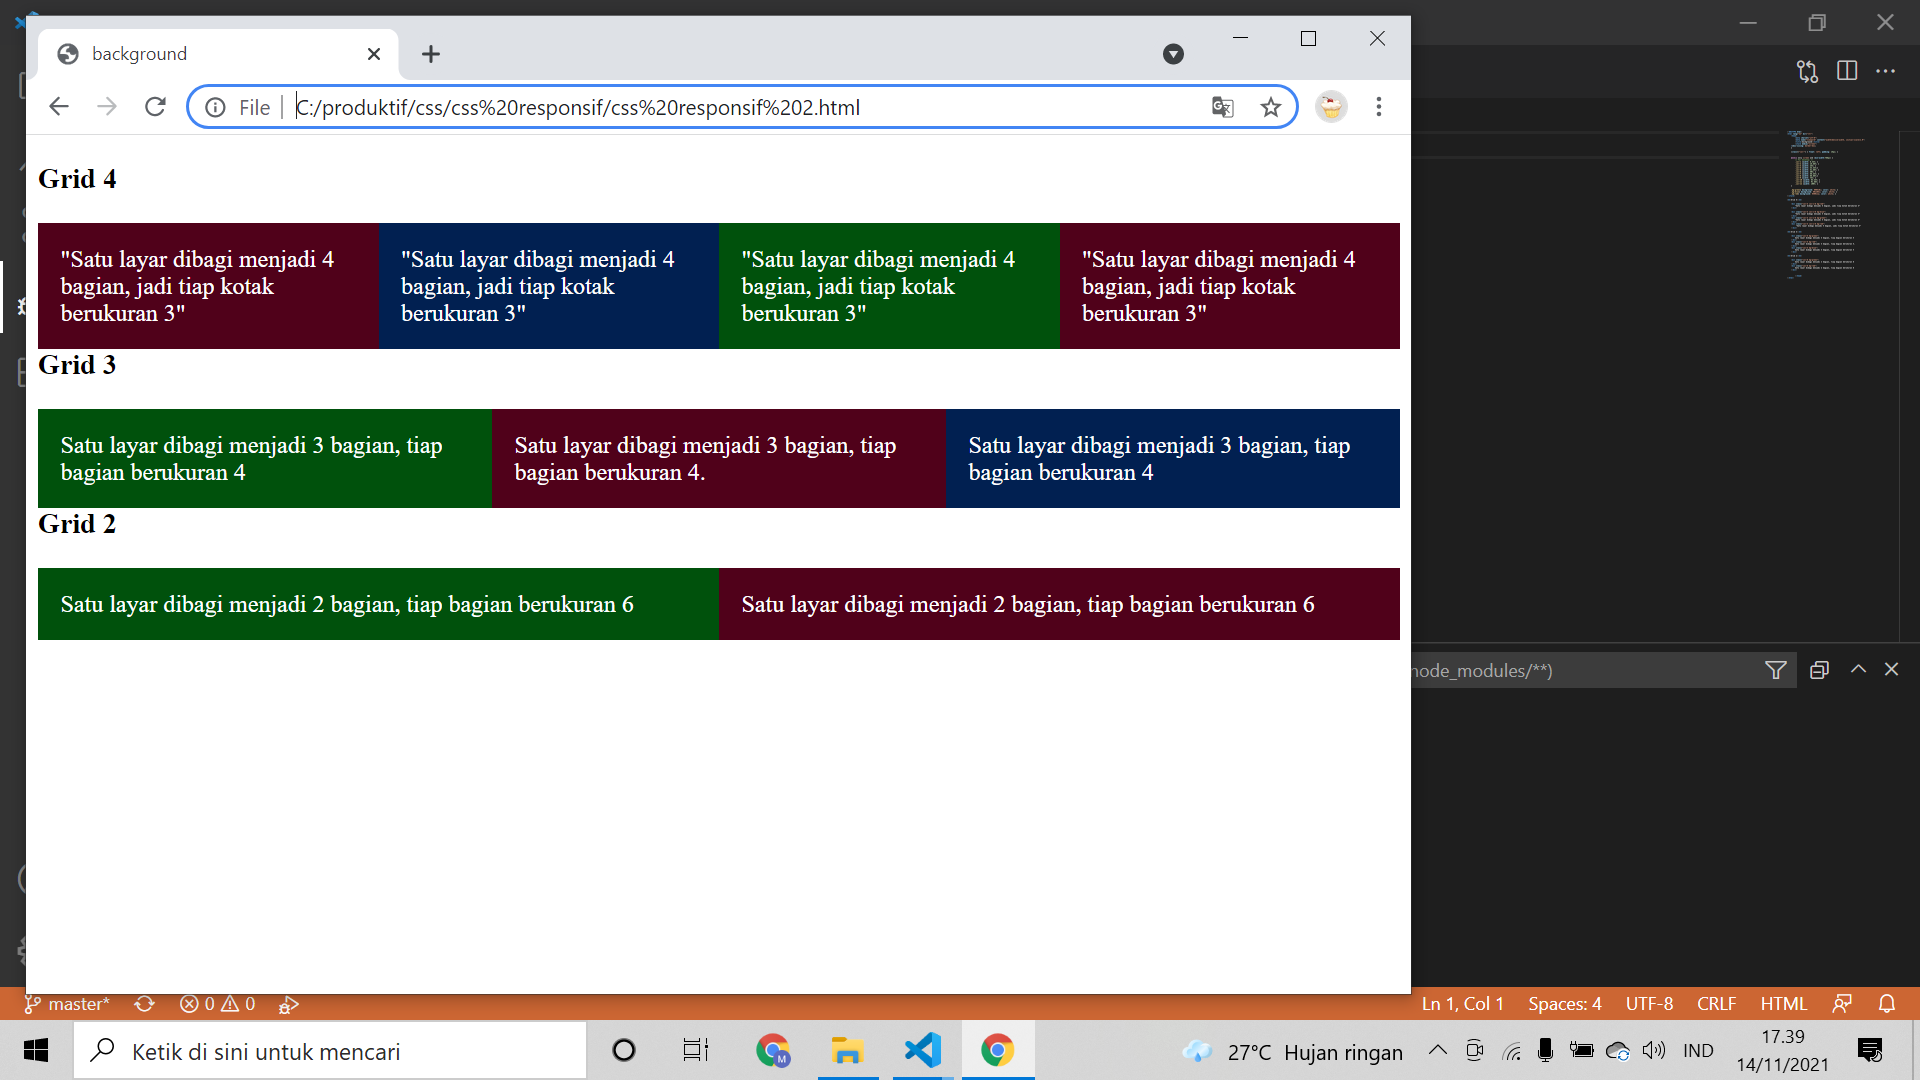 background
File
C:/produktif/css/css%20responsif/css%20responsif%202.html
Grid 4
"Satu layar dibagi menjadi 4
bagian, jadi tiap kotak
berukuran 3"
"Satu layar dibagi menjadi 4
bagian, jadi tiap kotak
berukuran 3"
"Satu layar dibagi menjadi 4
bagian, jadi tiap kotak
berukuran 3"
"Satu layar dibagi menjadi 4
bagian, jadi tiap kotak
berukuran 3"
Grid 3
Satu layar dibagi menjadi 3 bagian, tiap
bagian berukuran 4
Satu layar dibagi menjadi 3 bagian, tiap
bagian berukuran 4.
Satu layar dibagi menjadi 3 bagian, tiap
bagian berukuran 4
Grid 2
Satu layar dibagi menjadi 2 bagian, tiap bagian berukuran 6
Satu layar dibagi menjadi 2 bagian, tiap bagian berukuran 6
node_modules/**)
master* 0 0
Ln 1, Col 1 Spaces: 4 UTF-8 CRLF HTML
Ketik di sini untuk mencari
M
27°C Hujan ringan
IND
17.39
14/11/2021